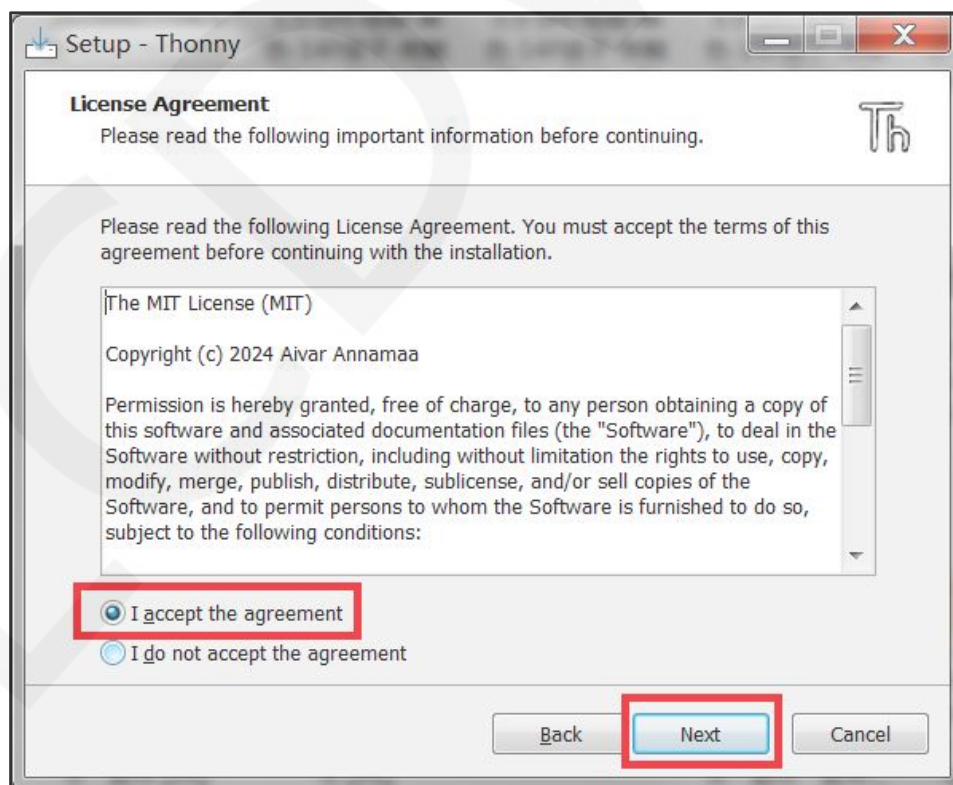 Setup - Thonny
License Agreement
Please read the following important information before continuing.
Th
Please read the following License Agreement. You must accept the terms of this
agreement before continuing with the installation.
The MIT License (MIT)
Copyright (c) 2024 Aivar Annamaa
Permission is hereby granted, free of charge, to any person obtaining a copy of
this software and associated documentation files (the "Software"), to deal in the
Software without restriction, including without limitation the rights to use, copy,
modify, merge, publish, distribute, sublicense, and/or sell copies of the
Software, and to permit persons to whom the Software is furnished to do so,
subject to the following conditions:
I accept the agreement
I do not accept the agreement
Back
Next
Cancel